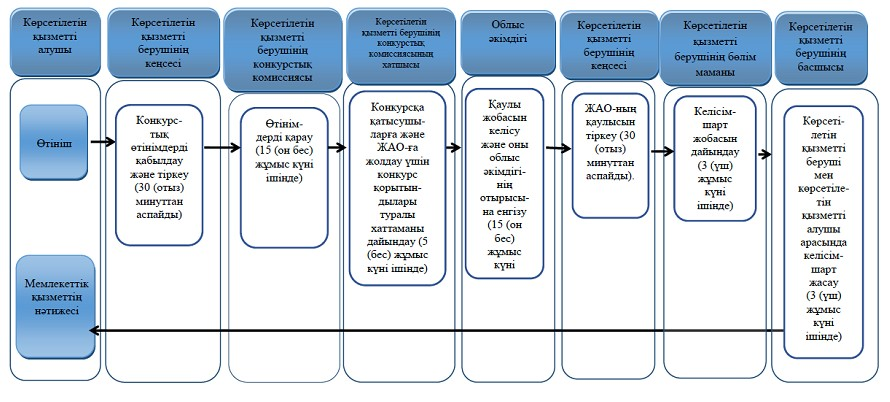 Көрсетілетін
қызметті
алушы
Көрсетілетін
қызметті берушінің
кеңсесі
Көрсетілетін
қызметті
берушінің
конкурстық
комиссиясы
Көрсетілетін
қызметті берушінің
конкурстық
комиссиясының
хатшысы
Облыс
әкімдігі
Көрсетілетін
қызметті
берушінің
кеңсесі
Көрсетілетін
қызметті
берушінің бөлім
маманы
Көрсетілетін
қызметті
берушінің
басшысы
Өтініш
Конкурс-
тық
өтінімдерді
қабылдау
және тіркеу
(30 (отыз)
минуттан
аспайды)
Өтінім-
дерді қарау
(15 (он бес)
жұмыс күні
ішінде)
Конкурсқа
қатысушы-
ларға және
ЖАО-ға
жолдау үшін
конкурс
қорытын-
дылары
туралы
хаттаманы
дайындау (5
(бес) жұмыс
күні ішінде)
Қаулы
жобасын
келісу
және оны
облыс
әкімдігі-
нің
отырысы-
на енгізу
(15 (он
бес)
жұмыс
күні
ЖАО-ның
қаулысын
тіркеу (30
(отыз)
минуттан
аспайды).
Келісім-
шарт
жобасын
дайындау
(3 (үш)
жұмыс
күні
ішінде)
Көрсеті-
летін
қызметті
беруші
мен
көрсетіле-
тін
қызметті
алушы
арасында
келісім-
шарт
жасау
(3 (үш)
жұмыс
күні
ішінде)
Мемлекеттік
қызметтің
нәтижесі